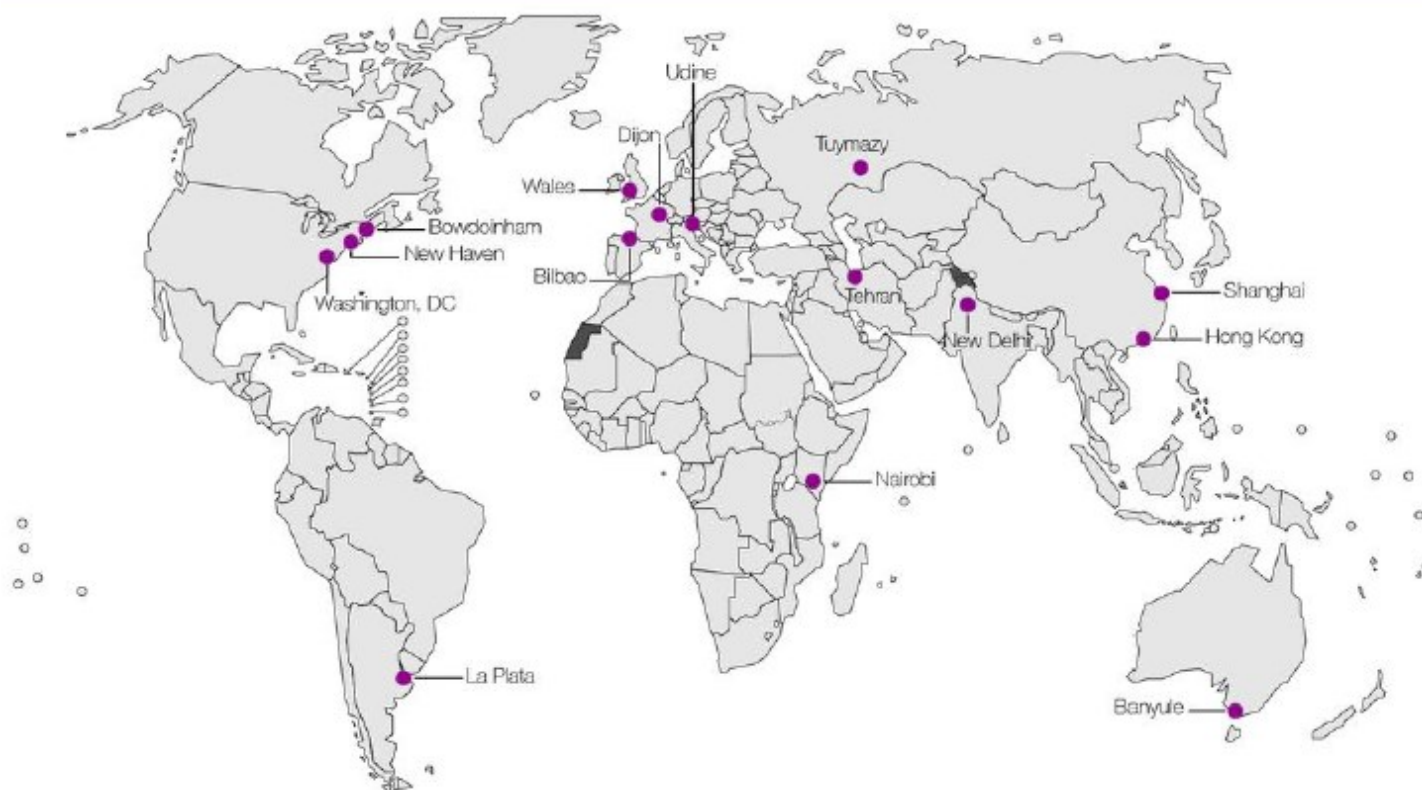 Udine
Dijon
Tuymazy
Wales
Bowdoinham
New Haven
Bilbao
Washington, DC
Tehran
Shanghai
New Delhi
Hong Kong
Nairobi
La Plata
Banyule